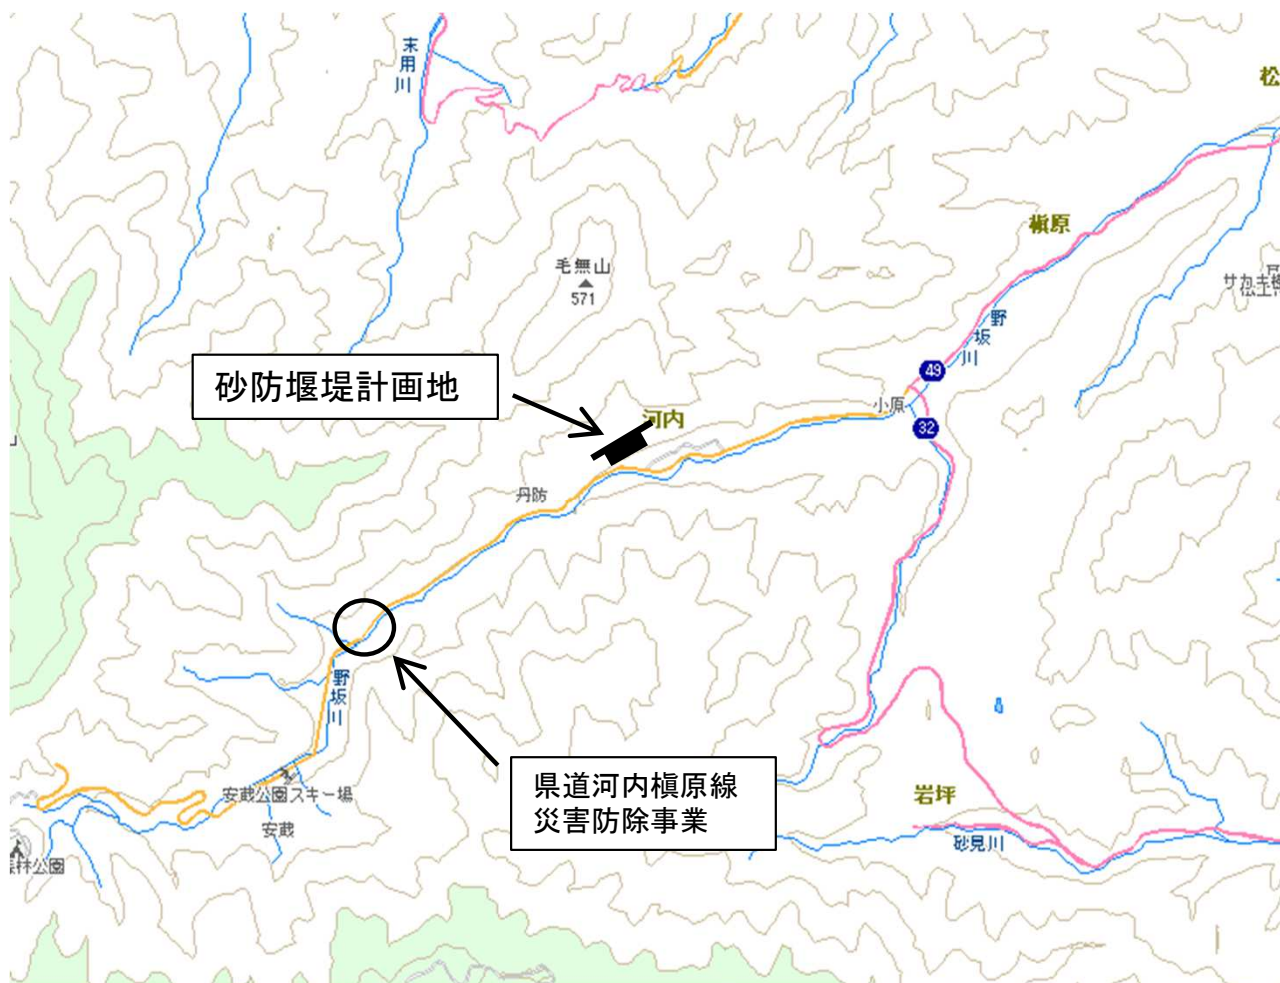 末用川
松
槇原
毛無山
571
野坂川
49
小原
32
砂防堰堤計画地
河内
丹防
野坂川
県道河内槇原線
災害防除事業
安蔵公園スキー場
安蔵
林公園
岩坪
砂見川